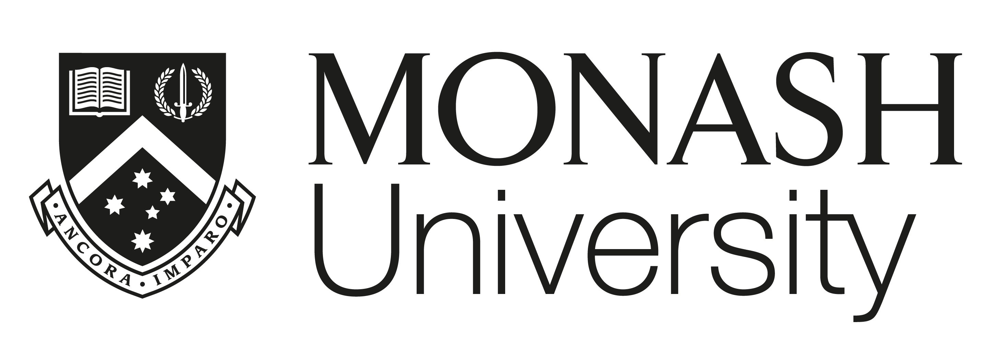 MONASH
University
· ANCORA · IMPARO ·